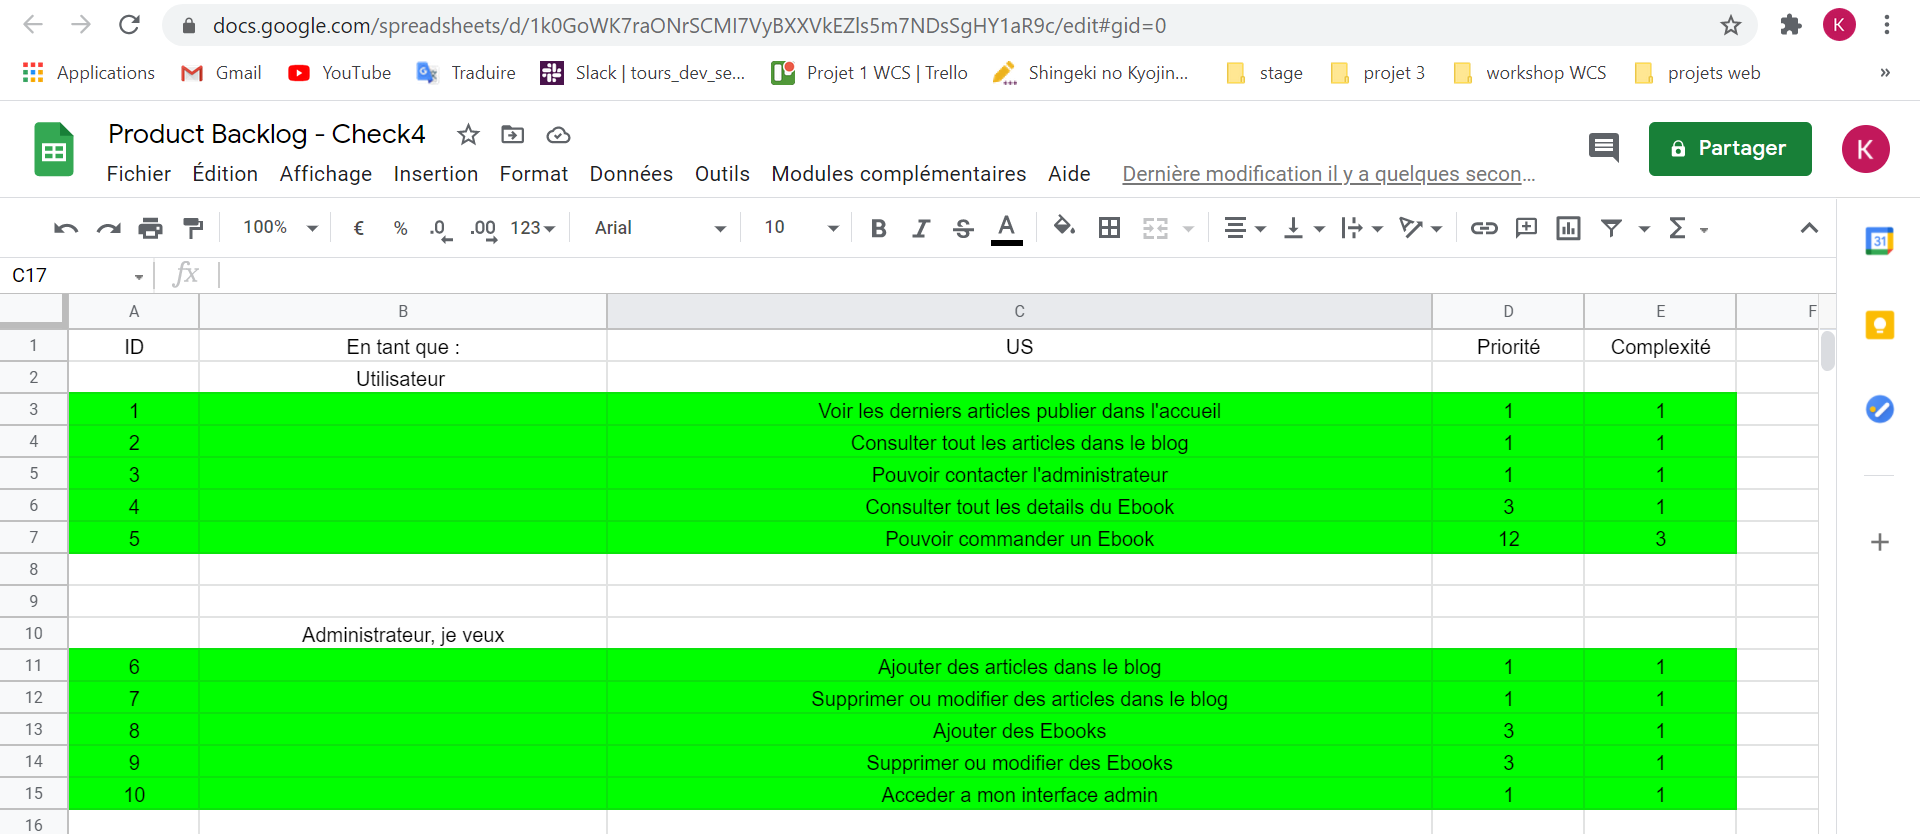 docs.google.com/spreadsheets/d/1k0GoWK7raONrSCMI7VyBXXVkEZls5m7NDsSgHY1aR9c/edit#gid=0
K
Applications Gmail YouTube Traduire Slack | tours_dev_se... Projet 1 WCS | Trello Shingeki no Kyojin... stage projet 3 workshop WCS projets web »
Product Backlog - Check4
Partager
K
Fichier Édition Affichage Insertion Format Données Outils Modules complémentaires Aide Dernière modification il y a quelques secon...
100% € % .0 .00 123 Arial 10 B I S A Σ
31
C17 fx
A B C D E F
1 ID En tant que : US Priorité Complexité
2 Utilisateur
3 1 Voir les derniers articles publier dans l'accueil 1 1
4 2 Consulter tout les articles dans le blog 1 1
5 3 Pouvoir contacter l'administrateur 1 1
6 4 Consulter tout les details du Ebook 3 1
7 5 Pouvoir commander un Ebook 12 3
8
9
10 Administrateur, je veux
11 6 Ajouter des articles dans le blog 1 1
12 7 Supprimer ou modifier des articles dans le blog 1 1
13 8 Ajouter des Ebooks 3 1
14 9 Supprimer ou modifier des Ebooks 3 1
15 10 Acceder a mon interface admin 1 1
16